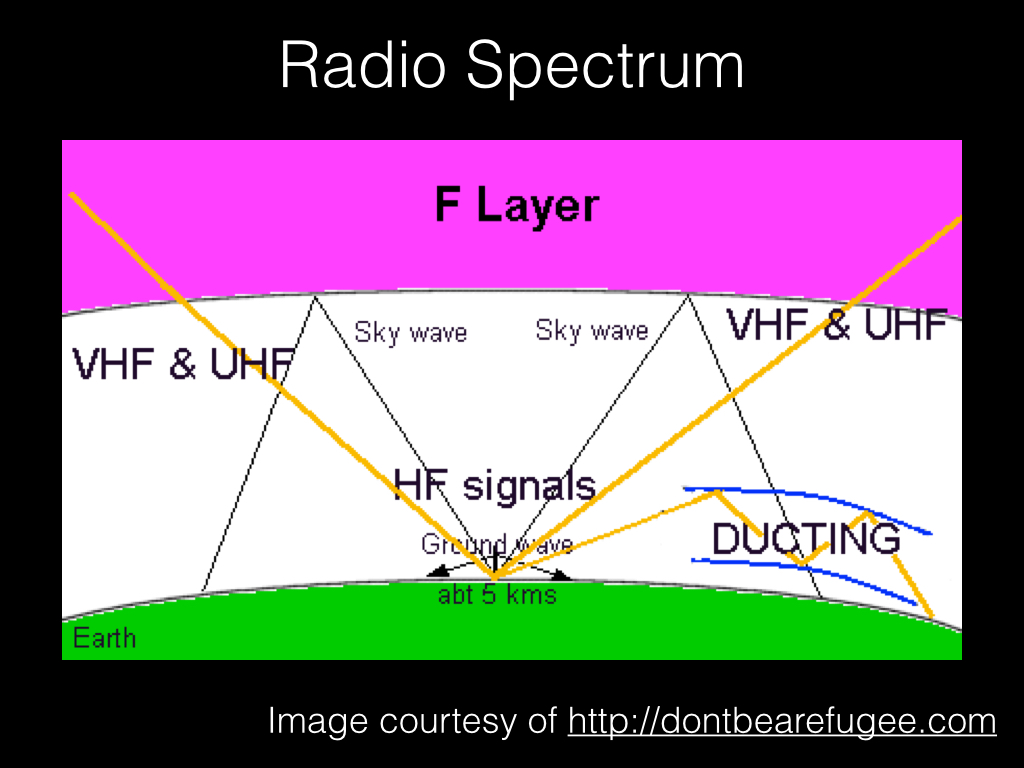 Radio Spectrum
F Layer
Sky wave
Sky wave
VHF & UHF
VHF & UHF
HF signals
DUCTING
Ground wave
abt 5 kms
Earth
Image courtesy of http://dontbearefugee.com